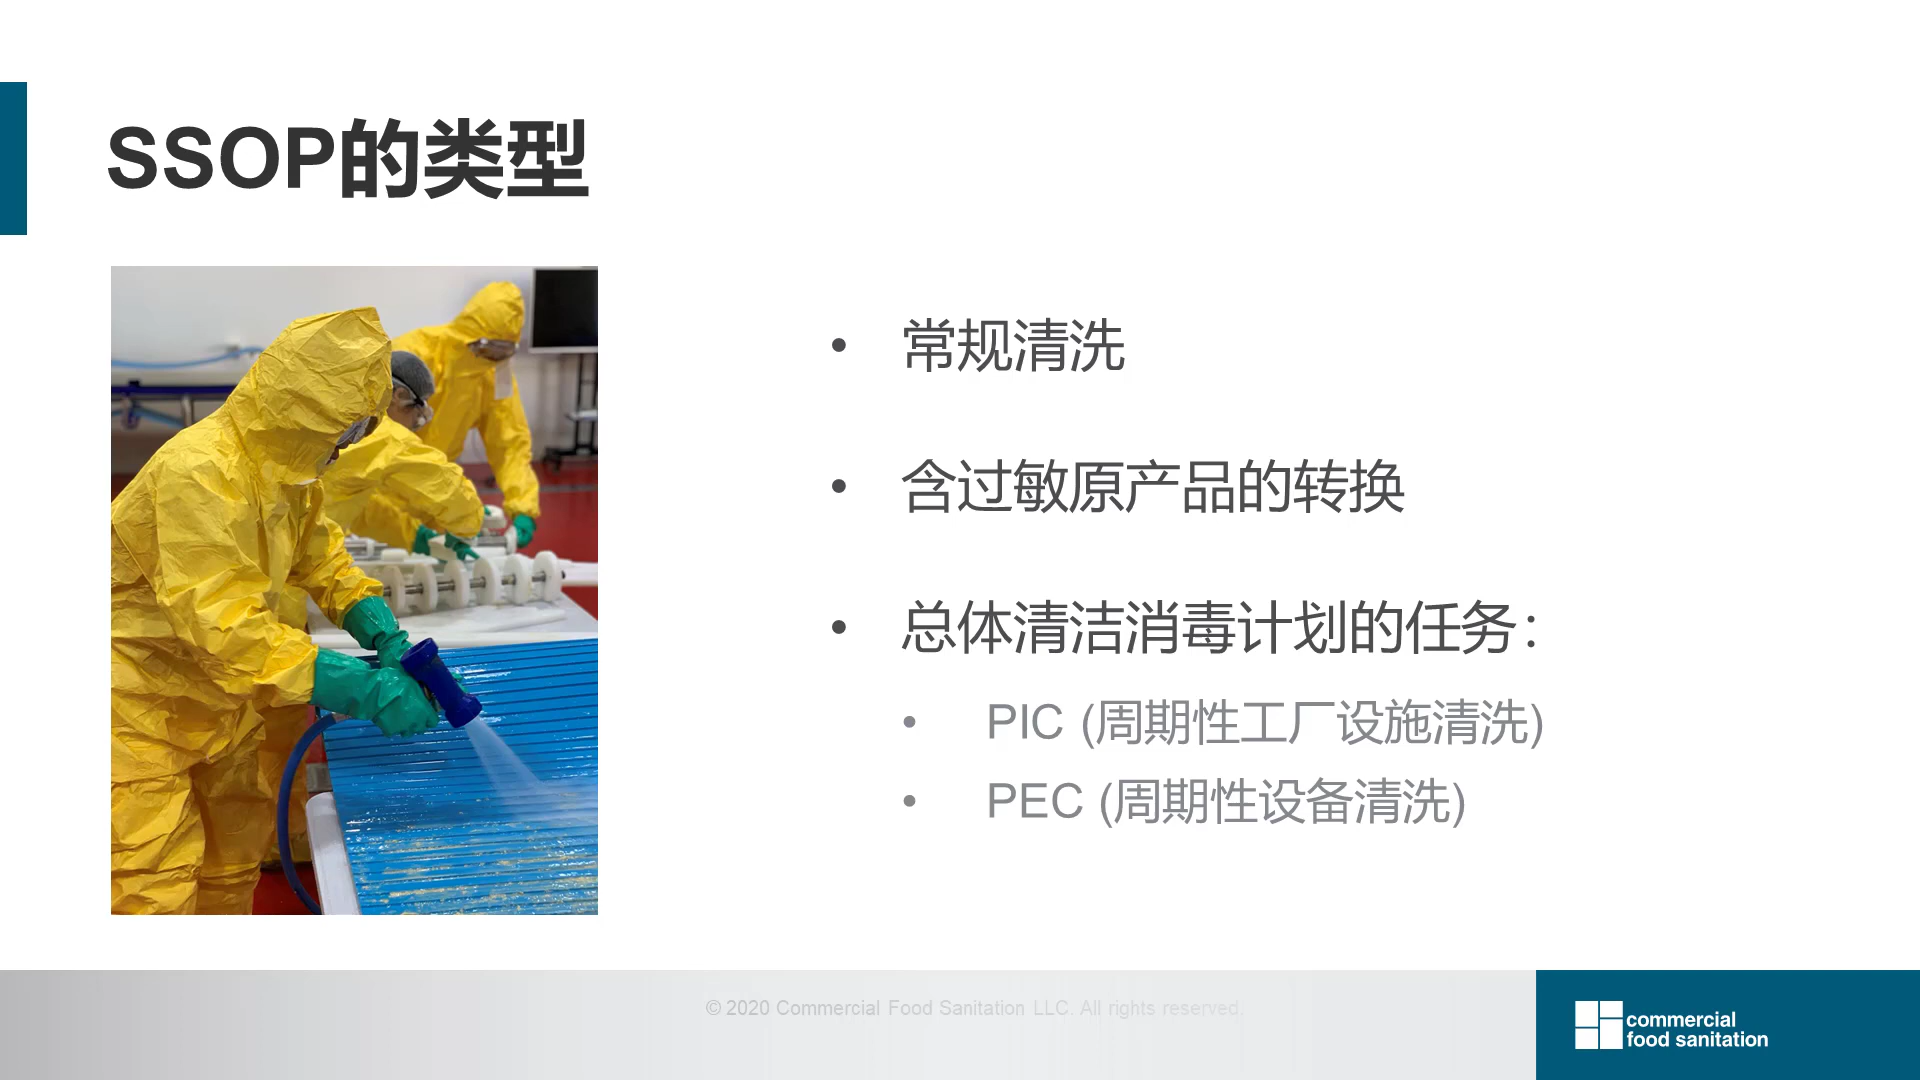 SSOP的类型
• 常规清洗
• 含过敏原产品的转换
• 总体清洁消毒计划的任务：
• PIC (周期性工厂设施清洗)
• PEC (周期性设备清洗)
© 2020 Commercial Food Sanitation LLC. All rights reserved.
commercial
food sanitation